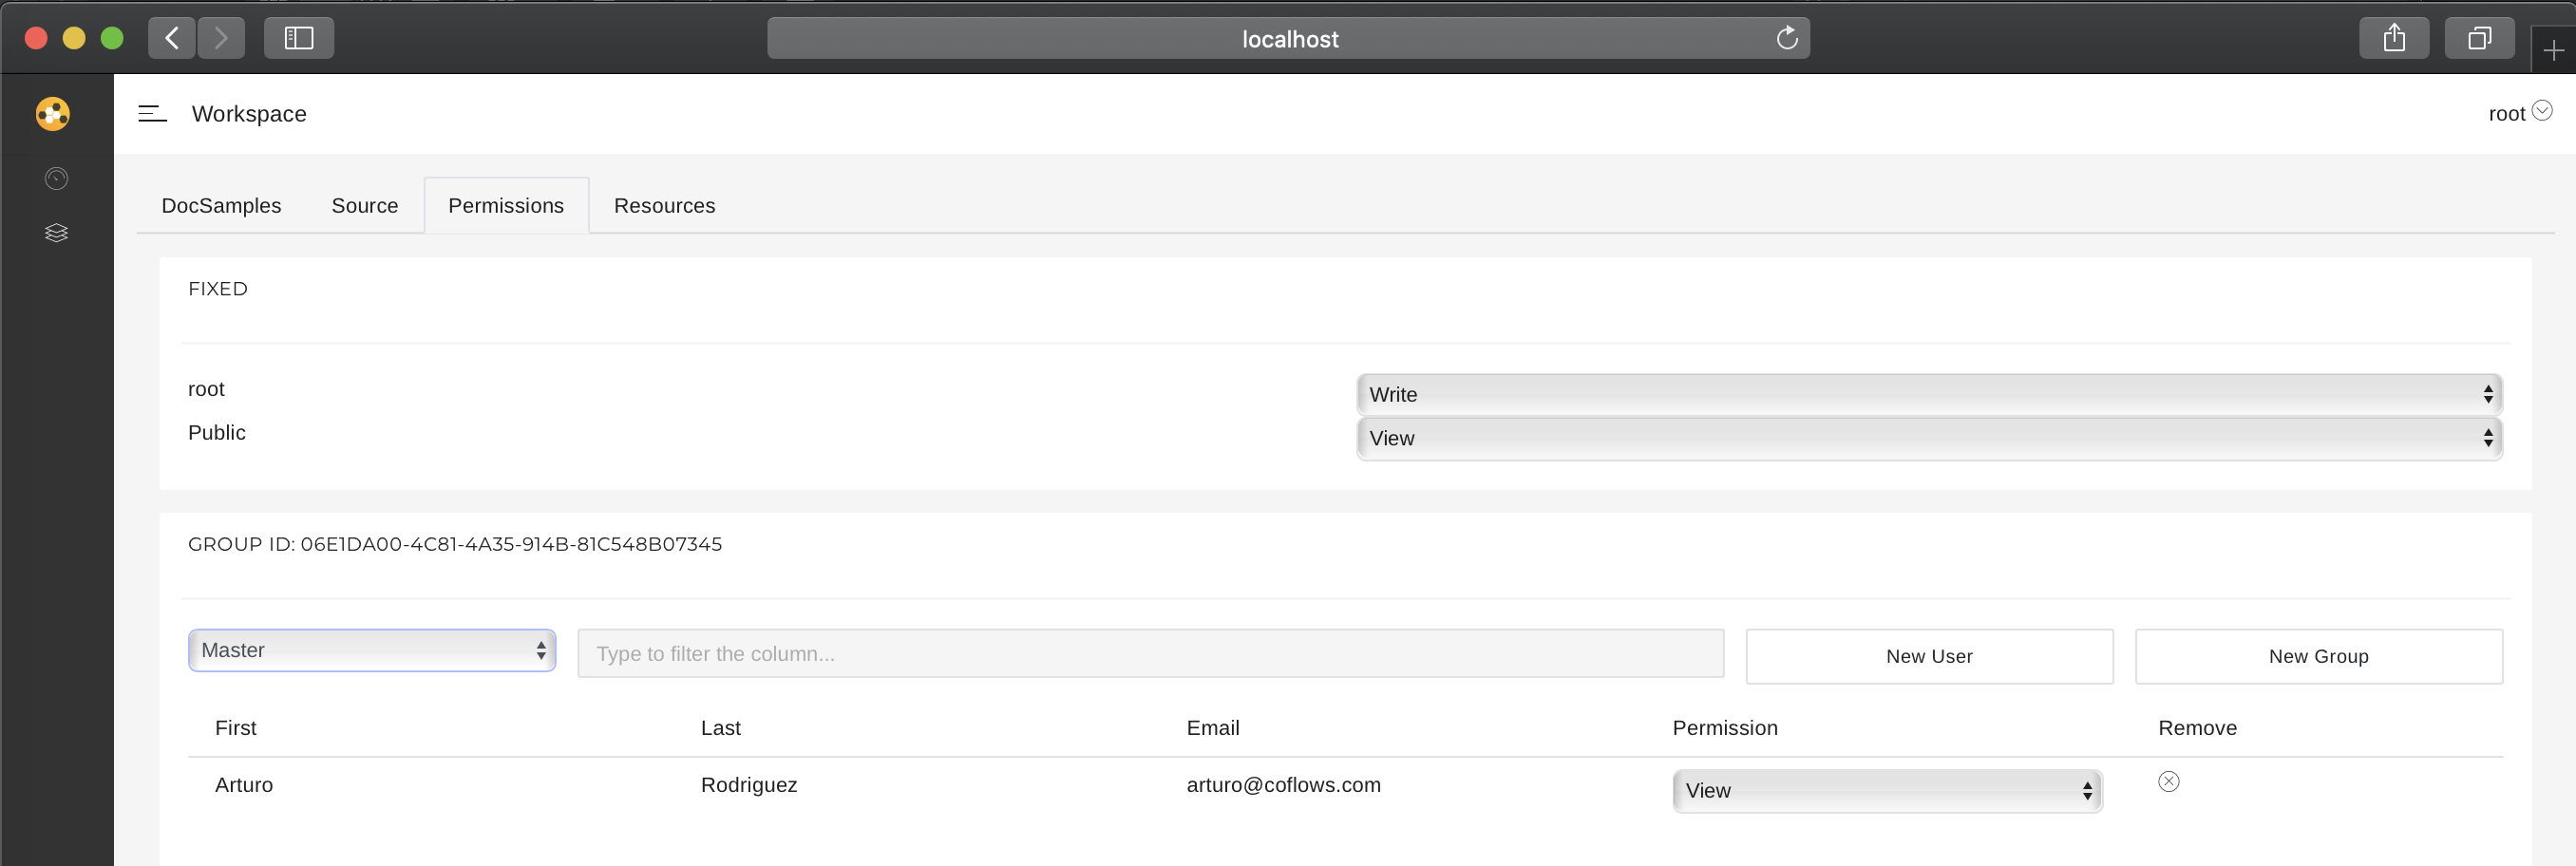 localhost
Workspace
root
DocSamples Source Permissions Resources
FIXED
root Write
Public View
GROUP ID: 06E1DA00-4C81-4A35-914B-81C548B07345
Master Type to filter the column... New User New Group
First Last Email Permission Remove
Arturo Rodriguez arturo@coflows.com View